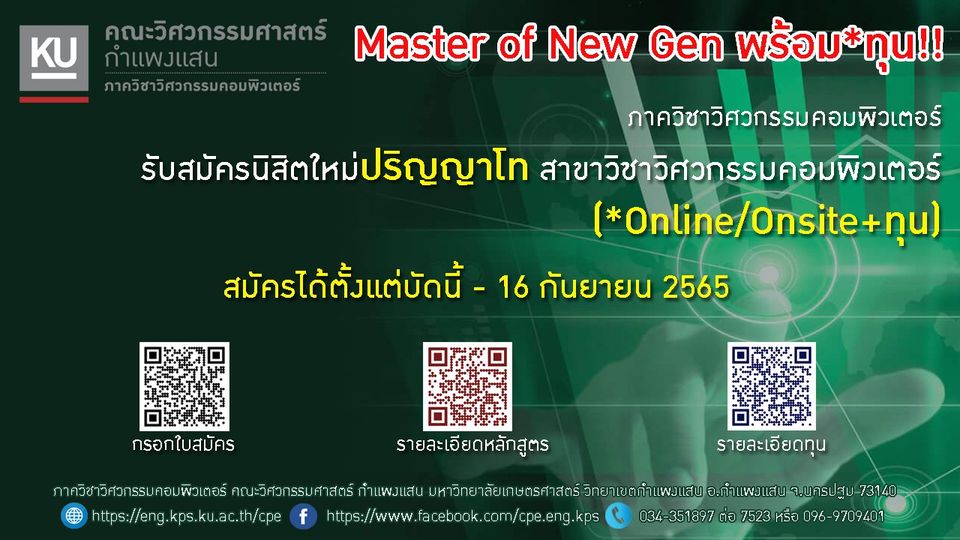 KU
คณะวิศวกรรมศาสตร์
กำแพงแสน
ภาควิชาวิศวกรรมคอมพิวเตอร์
Master of New Gen พร้อม*ทุน!!
ภาควิชาวิศวกรรมคอมพิวเตอร์
รับสมัครนิสิตใหม่ปริญญาโท สาขาวิชาวิศวกรรมคอมพิวเตอร์
(*Online/Onsite+ทุน)
สมัครได้ตั้งแต่บัดนี้ - 16 กันยายน 2565
กรอกใบสมัคร
รายละเอียดหลักสูตร
รายละเอียดทุน
ภาควิชาวิศวกรรมคอมพิวเตอร์ คณะวิศวกรรมศาสตร์ กำแพงแสน มหาวิทยาลัยเกษตรศาสตร์ วิทยาเขตกำแพงแสน อ.กำแพงแสน จ.นครปฐม 73140
https://eng.kps.ku.ac.th/cpe https://www.facebook.com/cpe.eng.kps 034-351897 ต่อ 7523 หรือ 096-9709401